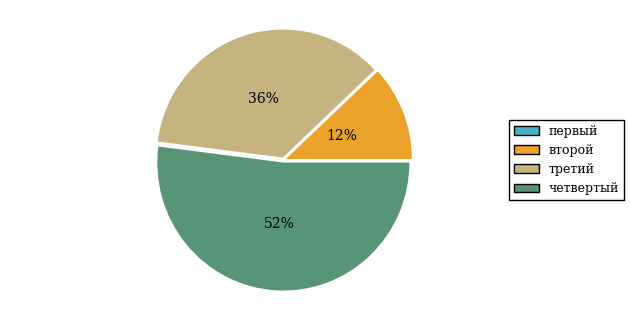 36%
12%
52%
первый
второй
третий
четвертый